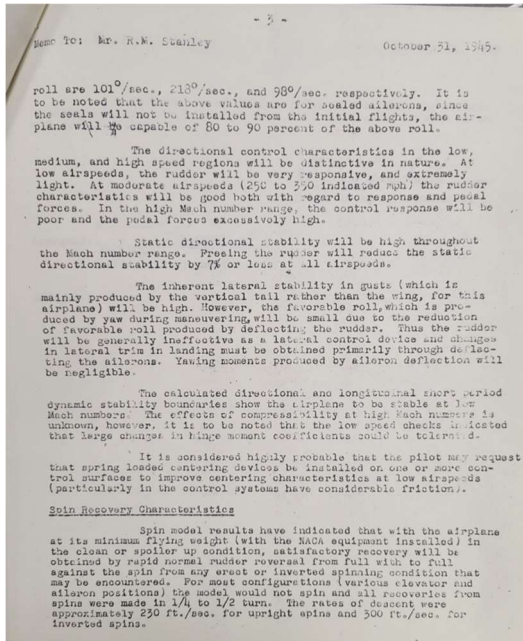 - 3 -
Memo To: Mr. R.M. Stanley October 31, 1945.
roll are 101°/sec., 218°/sec., and 98°/sec. respectively. It is
to be noted that the above values are for sealed ailerons, since
the seals will not be installed from the initial flights, the air-
plane will be capable of 80 to 90 percent of the above roll.
The directional control characteristics in the low,
medium, and high speed regions will be distinctive in nature. At
low airspeeds, the rudder will be very responsive, and extremely
light. At moderate airspeeds (250 to 350 indicated mph) the rudder
characteristics will be good both with regard to response and pedal
forces. In the high Mach number range, the control response will be
poor and the pedal forces excessively high.
Static directional stability will be high throughout
the Mach number range. Freeing the rudder will reduce the static
directional stability by 7% or less at all airspeeds.
The inherent lateral stability in gusts (which is
mainly produced by the vertical tail rather than the wing, for this
airplane) will be high. However, the favorable roll, which is pro-
duced by yaw during maneuvering, will be small due to the reduction
of favorable roll produced by deflecting the rudder. Thus the rudder
will be generally ineffective as a lateral control device and changes
in lateral trim in landing must be obtained primarily through deflec-
ting the ailerons. Yawing moments produced by aileron deflection will
be negligible.
The calculated directional and longitudinal short period
dynamic stability boundaries show the airplane to be stable at low
Mach numbers. The effects of compressibility at high Mach numbers is
unknown, however, it is to be noted that the low speed checks indicated
that large changes in hinge moment coefficients could be tolerated.
It is considered highly probable that the pilot may request
that spring loaded centering devices be installed on one or more con-
trol surfaces to improve centering characteristics at low airspeeds
(particularly in the control systems have considerable friction).
Spin Recovery Characteristics
Spin model results have indicated that with the airplane
at its minimum flying weight (with the NACA equipment installed) in
the clean or spoiler up condition, satisfactory recovery will be
obtained by rapid normal rudder reversal from full with to full
against the spin from any erect or inverted spinning condition that
may be encountered. For most configurations (various elevator and
aileron positions) the model would not spin and all recoveries from
spins were made in 1/4 to 1/2 turn. The rates of descent were
approximately 230 ft./sec. for upright spins and 300 ft./sec. for
inverted spins.